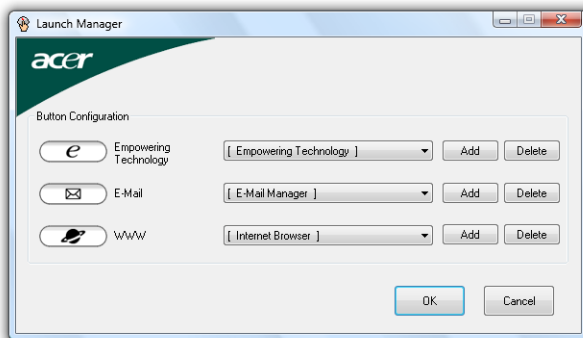 Launch Manager
acer
Button Configuration
e Empowering Technology [ Empowering Technology ] Add Delete
E-Mail [ E-Mail Manager ] Add Delete
WWW [ Internet Browser ] Add Delete
OK Cancel